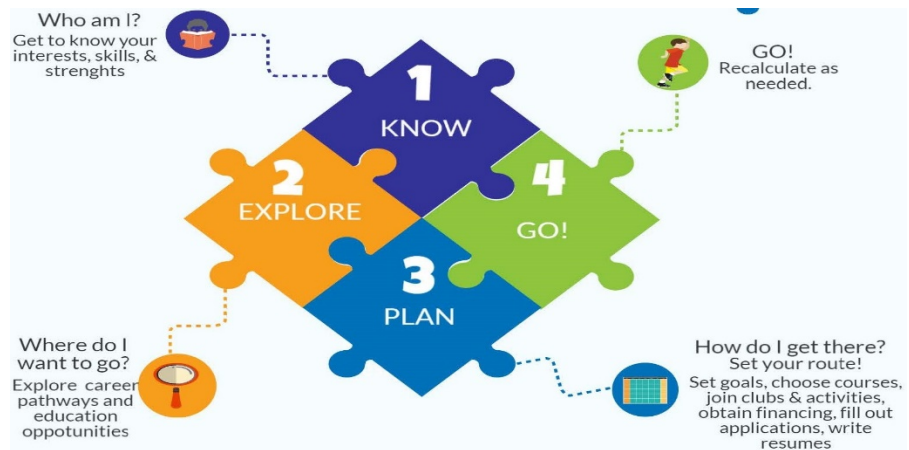 Who am I?
Get to know your
interests, skills, &
strenghts
1
KNOW
GO!
Recalculate as
needed.
2
EXPLORE
4
GO!
3
PLAN
Where do I
want to go?
Explore career
pathways and
education
oppotunities
How do I get there?
Set your route!
Set goals, choose courses,
join clubs & activities,
obtain financing, fill out
applications, write
resumes